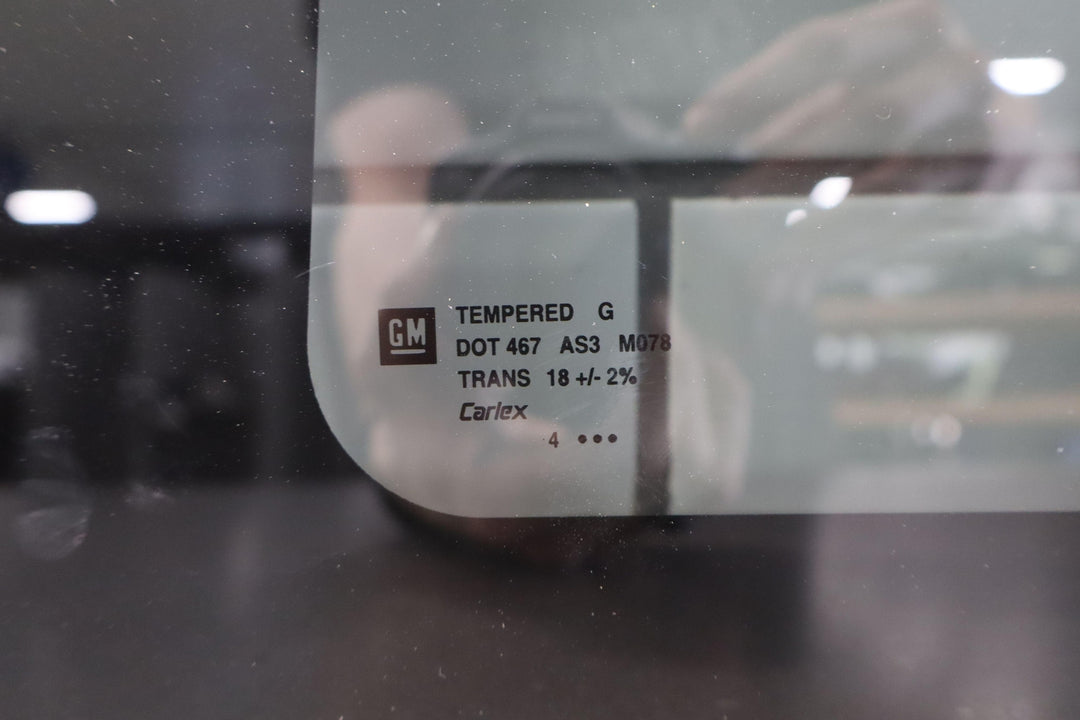 GM
TEMPERED G
DOT 467 AS3 M078
TRANS 18 +/- 2%
Carlex
4 •••